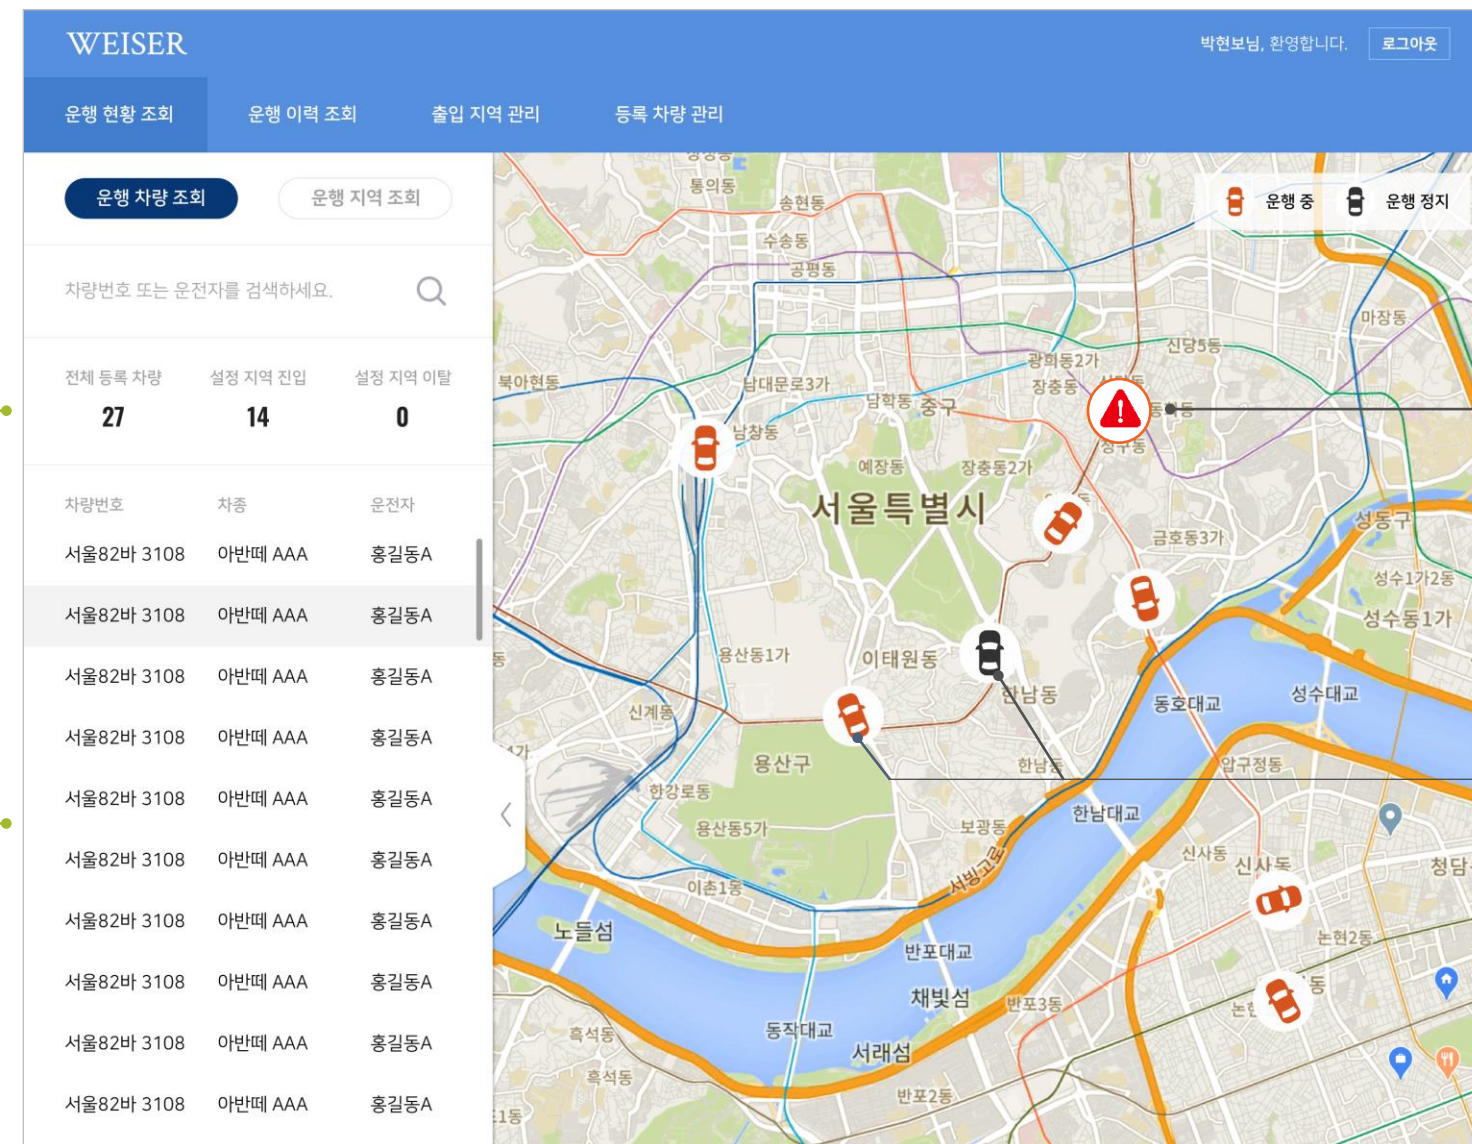 WEISER
박현보님, 환영합니다. 로그아웃
운행 현황 조회 운행 이력 조회 출입 지역 관리 등록 차량 관리
운행 차량 조회 운행 지역 조회
차량번호 또는 운전자를 검색하세요.
전체 등록 차량 설정 지역 진입 설정 지역 이탈
27 14 0
차량번호 차종 운전자
서울82바 3108 아반떼 AAA 홍길동A
서울82바 3108 아반떼 AAA 홍길동A
서울82바 3108 아반떼 AAA 홍길동A
서울82바 3108 아반떼 AAA 홍길동A
서울82바 3108 아반떼 AAA 홍길동A
서울82바 3108 아반떼 AAA 홍길동A
서울82바 3108 아반떼 AAA 홍길동A
서울82바 3108 아반떼 AAA 홍길동A
서울82바 3108 아반떼 AAA 홍길동A
서울82바 3108 아반떼 AAA 홍길동A
운행 중 운행 정지
통의동
송현동
수송동
공평동
마장동
신당5동
광희동2가
북아현동
남대문로3가
장충동
남학동 중구
남창동
예장동 장충동2가
서울특별시
성동구
금호동3가
성수1가2동
성수동1가
용산동1가
이태원동
한남동
성수대교
동호대교
신계동
용산구
한남동
압구정동
한강로동
한남대교
용산동5가
보광동
신사동
신사동
청담
서빙고로
이촌1동
노들섬
논현2동
반포대교
채빛섬
반포3동
동작대교
흑석동
서래섬
흑석동
반포2동